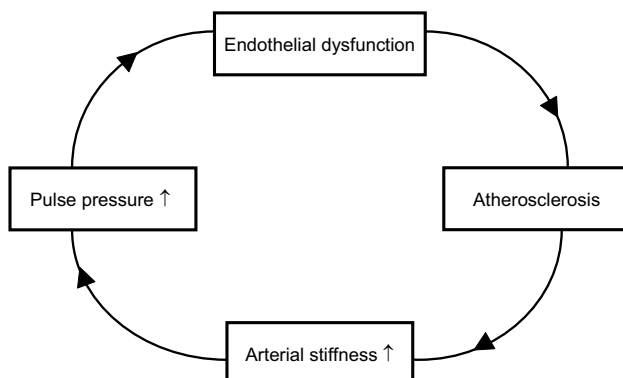 Endothelial dysfunction
Pulse pressure ↑
Atherosclerosis
Arterial stiffness ↑